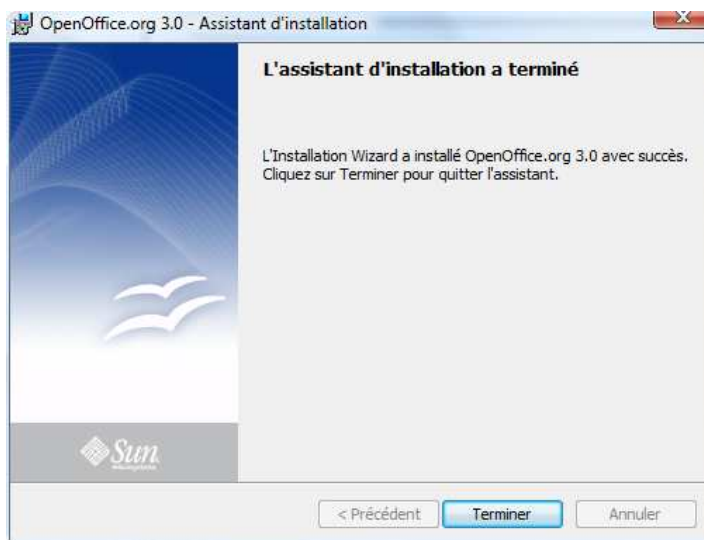 OpenOffice.org 3.0 - Assistant d'installation
L'assistant d'installation a terminé
L'Installation Wizard a installé OpenOffice.org 3.0 avec succès.
Cliquez sur Terminer pour quitter l'assistant.
Sun
< Précédent
Terminer
Annuler